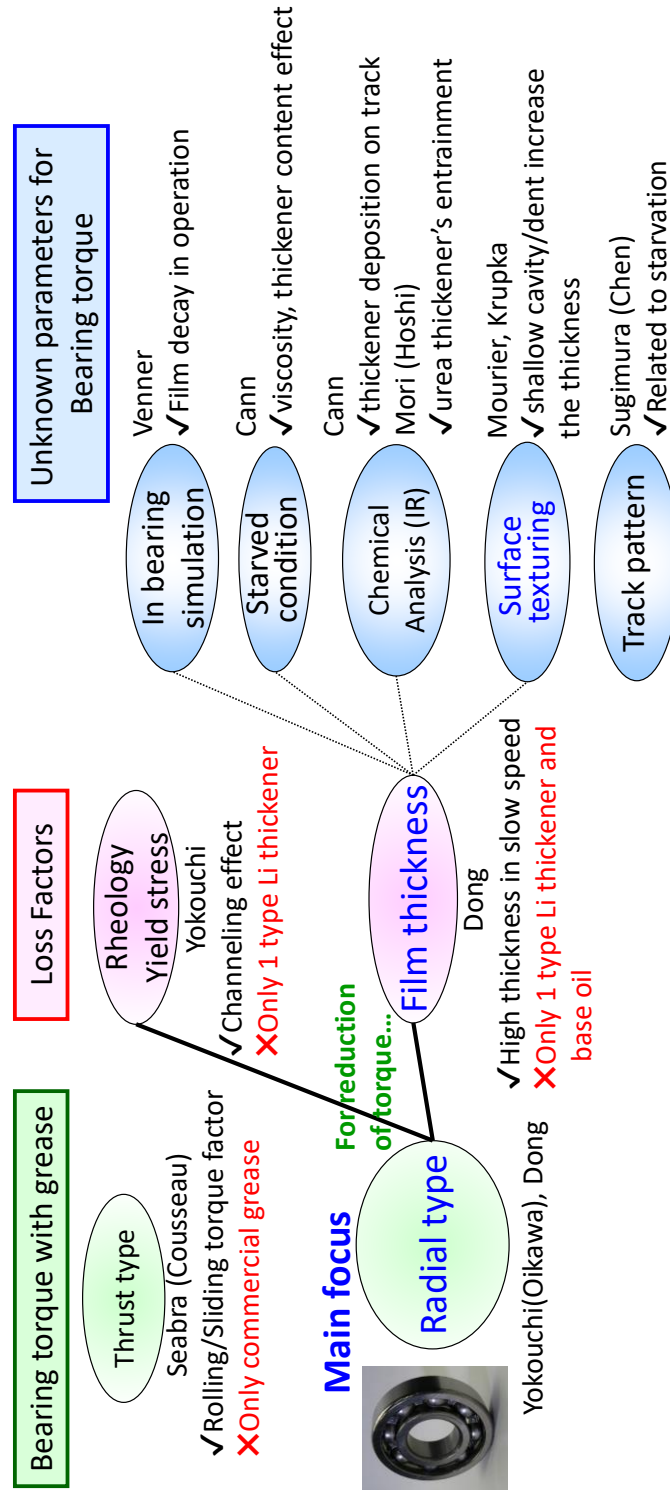 Bearing torque with grease
Thrust type
Seabra (Cousseau)
✓Rolling/Sliding torque factor
✕Only commercial grease
Main focus
Radial type
Yokouchi(Oikawa), Dong
For reduction
of torque…
Loss Factors
Rheology
Yield stress
Yokouchi
✓Channeling effect
✕Only 1 type Li thickener
Film thickness
Dong
✓High thickness in slow speed
✕Only 1 type Li thickener and
base oil
Unknown parameters for
Bearing torque
In bearing
simulation
Venner
✓Film decay in operation
Starved
condition
Cann
✓viscosity, thickener content effect
Chemical
Analysis (IR)
Cann
✓thickener deposition on track
Mori (Hoshi)
✓urea thickener's entrainment
Surface
texturing
Mourier, Krupka
✓shallow cavity/dent increase
the thickness
Track pattern
Sugimura (Chen)
✓Related to starvation